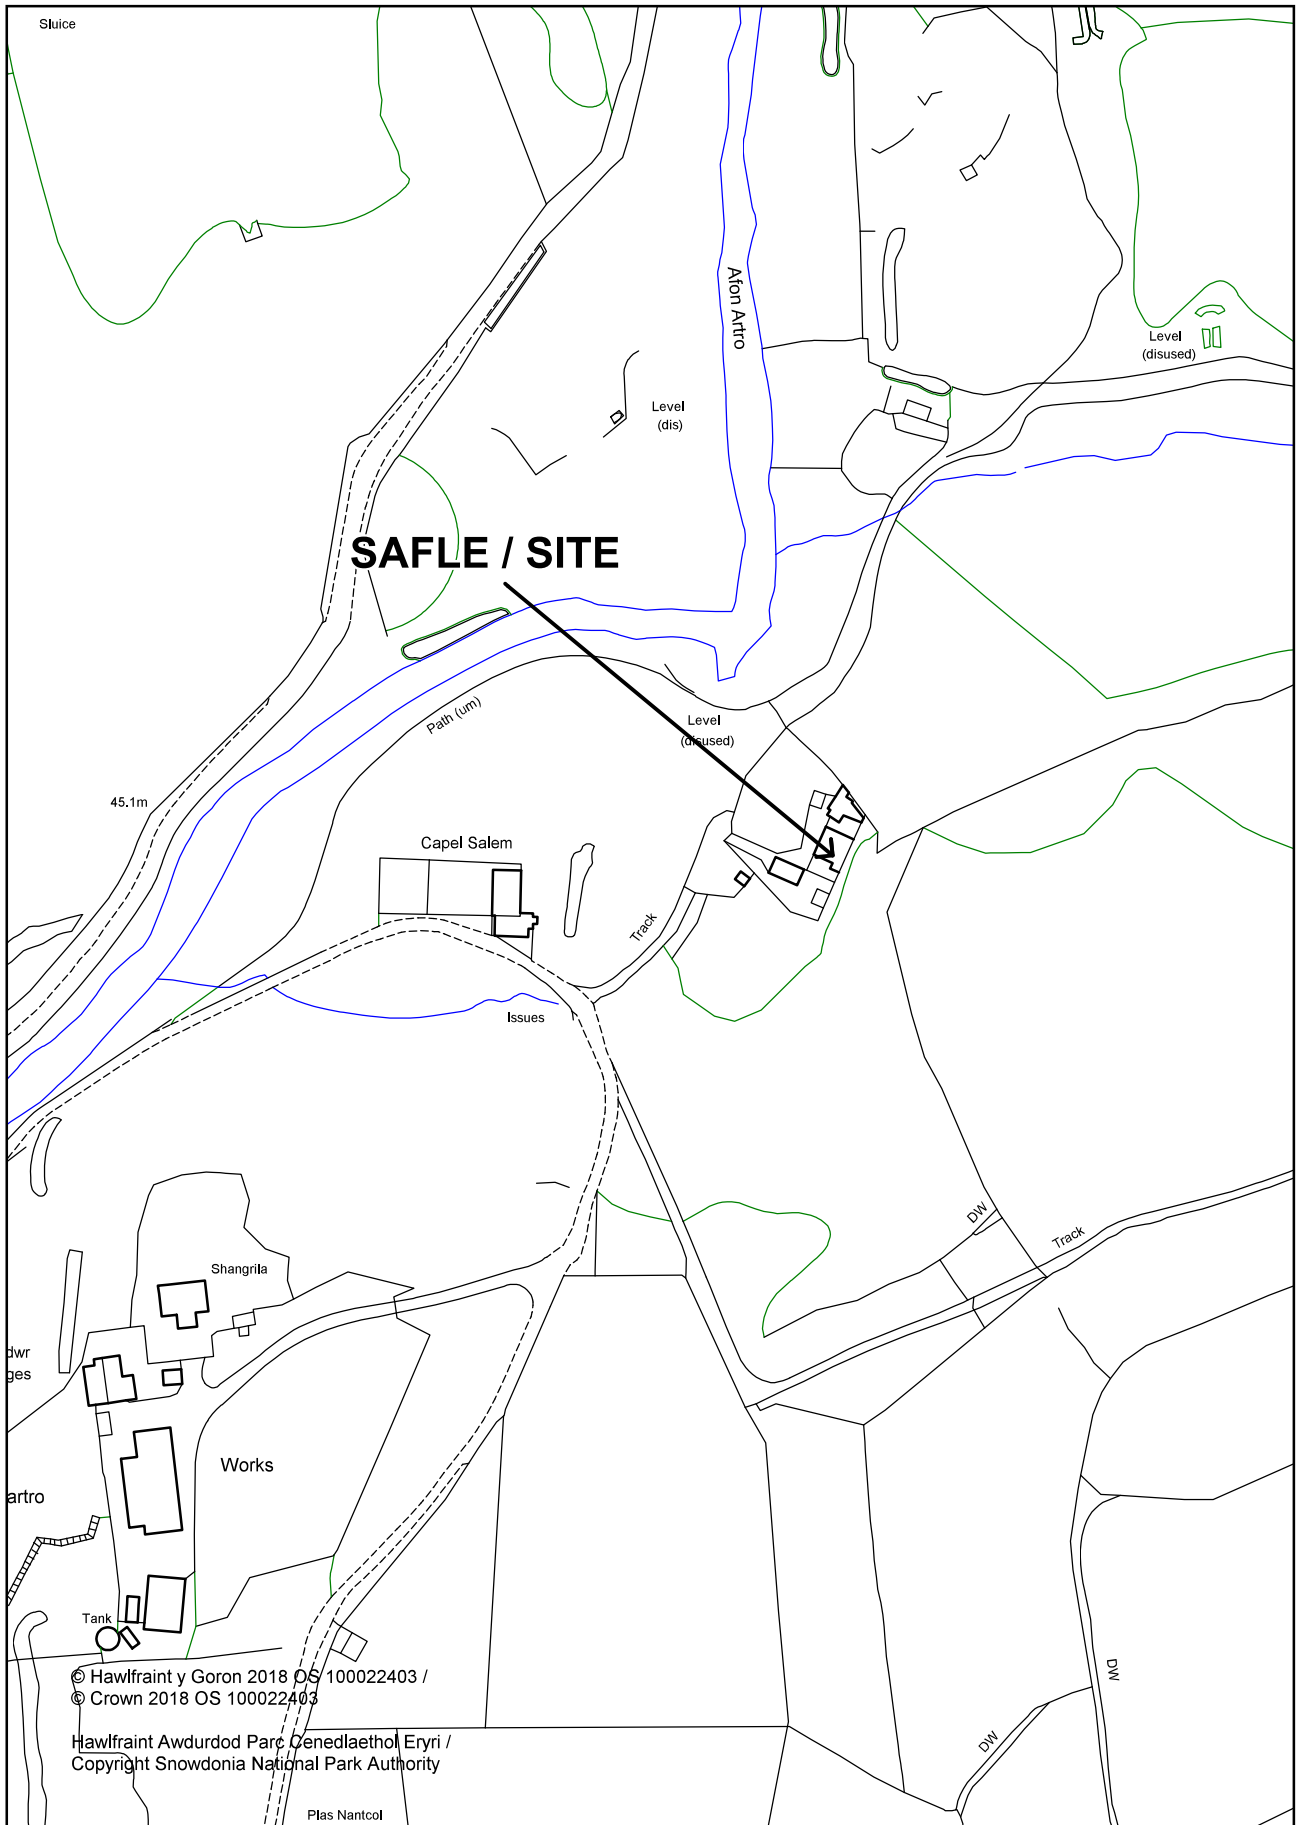 Sluice
Afon Artro
Level
(disused)
Level
(dis)
SAFLE / SITE
Path (um)
Level
(disused)
45.1m
Capel Salem
Track
Issues
DW
Track
Shangrila
dwr
ges
Works
artro
Tank
DW
© Hawlfraint y Goron 2018 OS 100022403 /
© Crown 2018 OS 100022403
DW
Hawlfraint Awdurdod Parc Cenedlaethol Eryri /
Copyright Snowdonia National Park Authority
Plas Nantcol